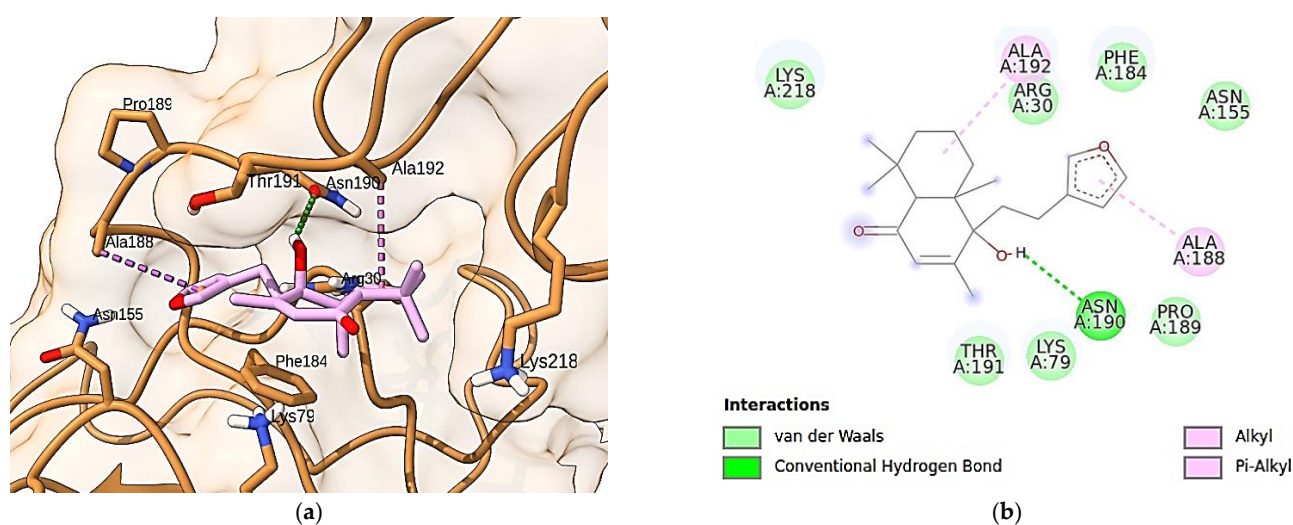 Pro189
Thr191
Asn190
Ala192
Ala188
Arg30
Asn155
Phe184
Lys218
Lys79
(a)
LYS
A:218
ALA
A:192
ARG
A:30
PHE
A:184
ASN
A:155
O
O
O
H
ALA
A:188
ASN
A:190
PRO
A:189
THR
A:191
LYS
A:79
Interactions
van der Waals
Conventional Hydrogen Bond
Alkyl
Pi-Alkyl
(b)